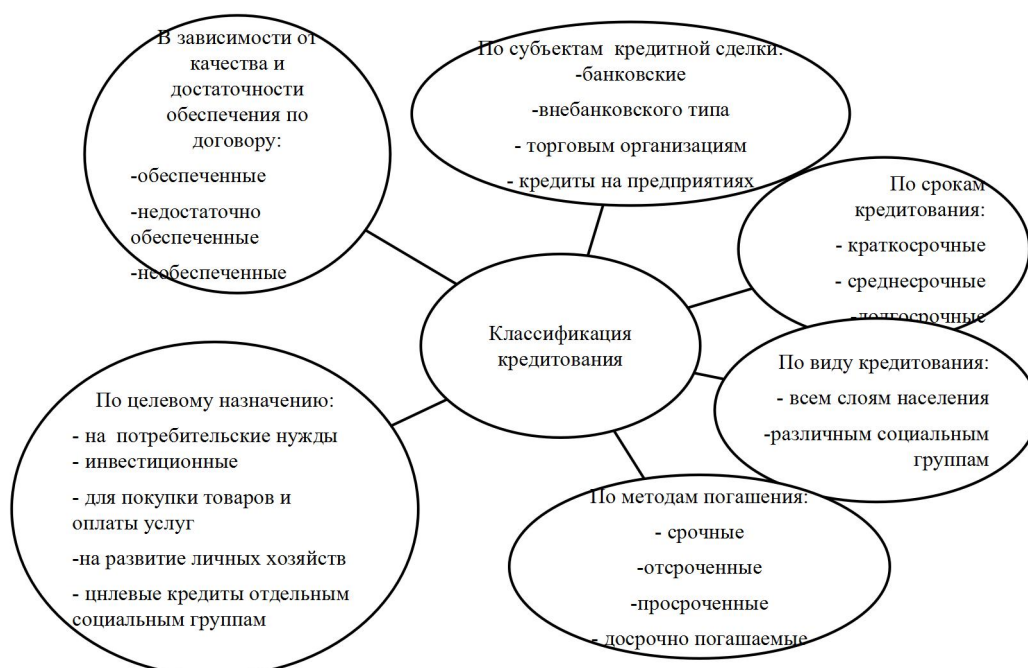 В зависимости от
качества и
достаточности
обеспечения по
договору:
-обеспеченные
-недостаточно
обеспеченные
-необеспеченные
По субъектам кредитной сделки:
-банковские
-внебанковского типа
- торговым организациям
- кредиты на предприятиях
По срокам
кредитования:
- краткосрочные
- среднесрочные
-долгосрочные
Классификация
кредитования
По виду кредитования:
- всем слоям населения
-различным социальным
группам
По целевому назначению:
- на потребительские нужды
- инвестиционные
- для покупки товаров и
оплаты услуг
-на развитие личных хозяйств
- цнлевые кредиты отдельным
социальным группам
По методам погашения:
- срочные
-отсроченные
-просроченные
- досрочно погашаемые